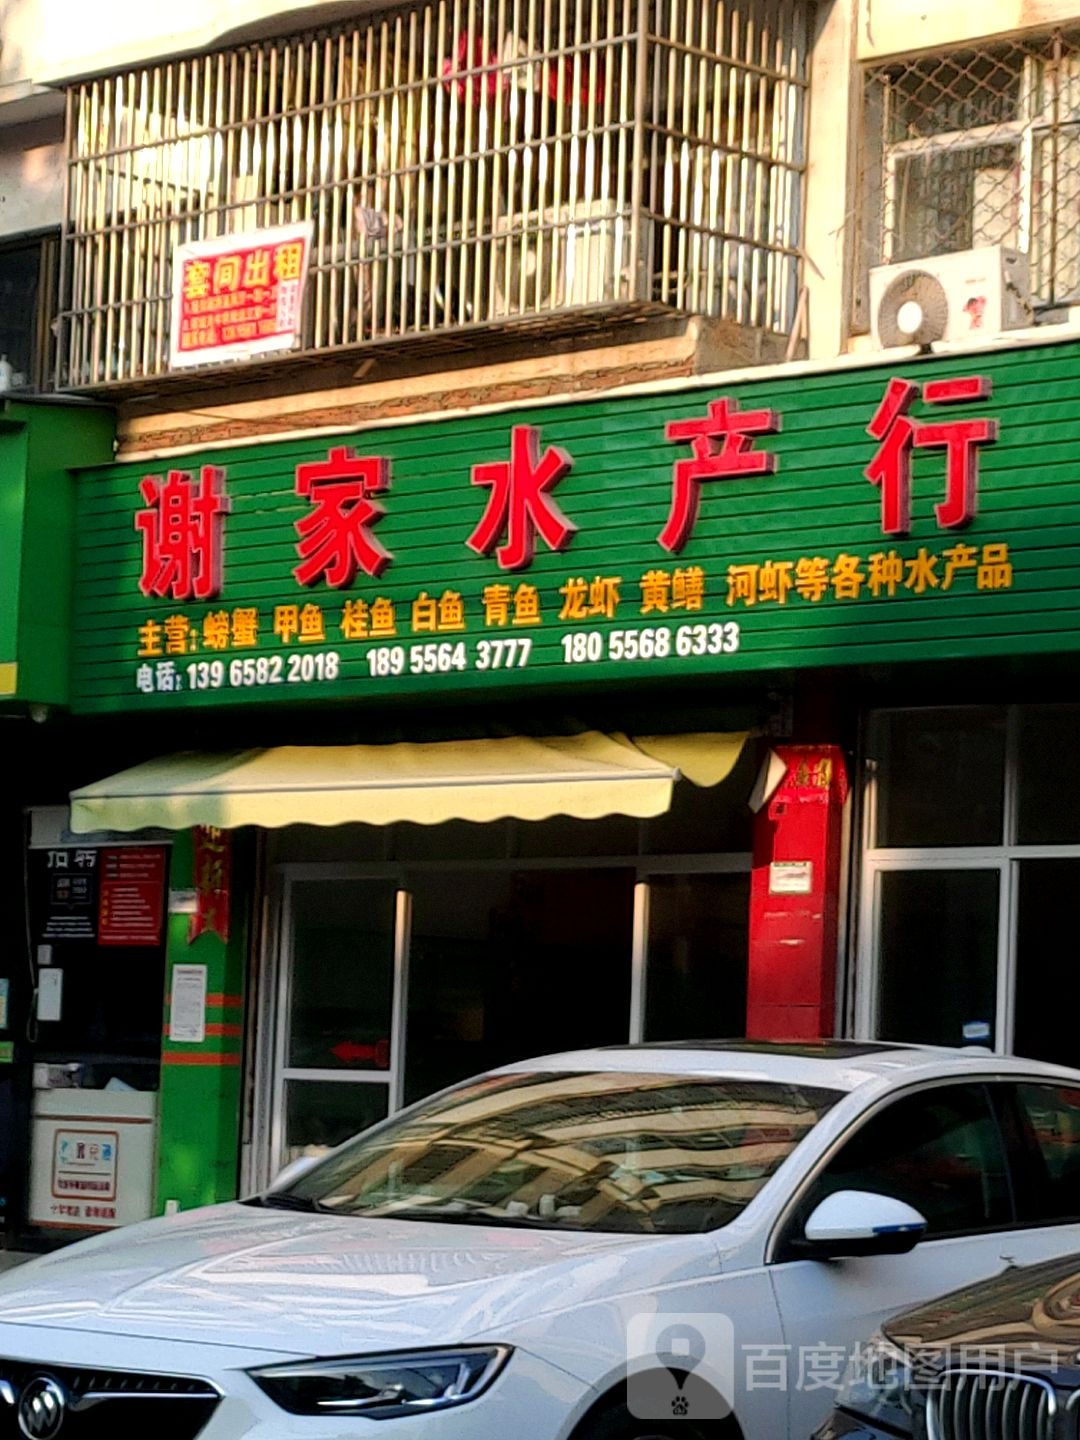 套间出租
谢家水产行
主营:螃蟹 甲鱼 桂鱼 白鱼 青鱼 龙虾 黄鳝 河虾等各种水产品
电话:139 6582 2018 189 5564 3777 180 5568 6333
百度地图用户